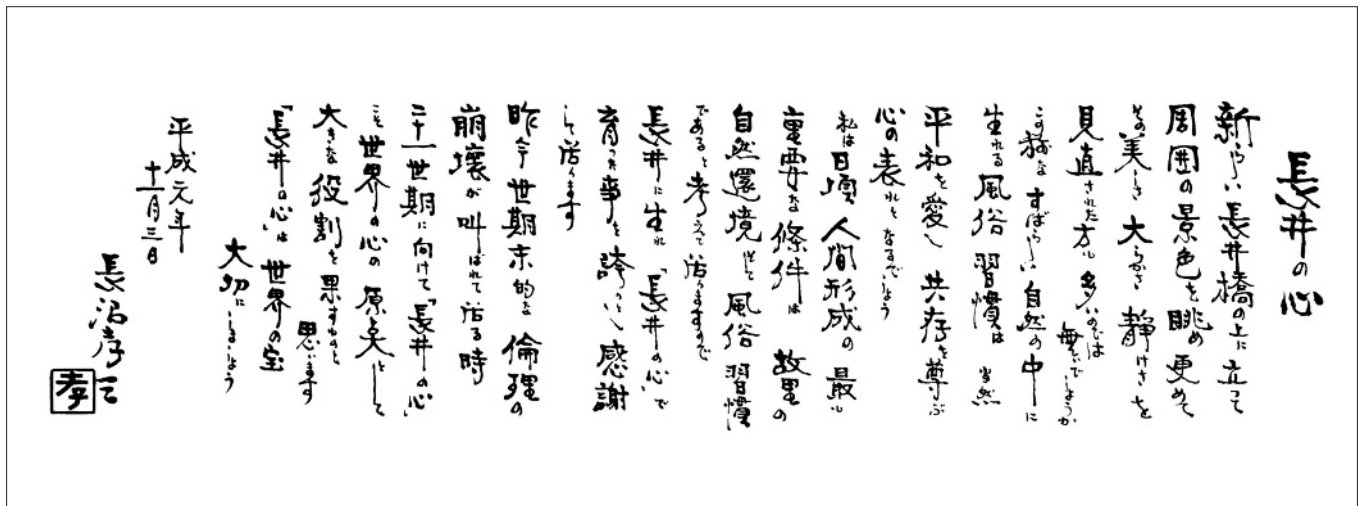 長井の心
新らしい長井橋の上に立って
周囲の景色を眺め更めて
その美しさ大らかさ静けさを
見直された方も多いのでは
無いでしょうか
この様なすばらしい自然の中に
生れる風俗習慣は当然
平和を愛し共存を尊ぶ
心の表れとなるでしょう
私は日頃人間形成の最も
重要な條件は故里の
自然還境そして風俗習慣
であると考えて居りますので
長井に生れ「長井の心」で
育つた事を誇りとし感謝
して居ります
昨今世期末的な倫理の
崩壊が叫ばれて居る時
二十一世期に向けて「長井の心」
こそ世界の心の原点として
大きな役割を果すものと
思います
「長井の心」は世界の宝
大切にしましょう
平成元年
十一月三日
長沼孝三
孝